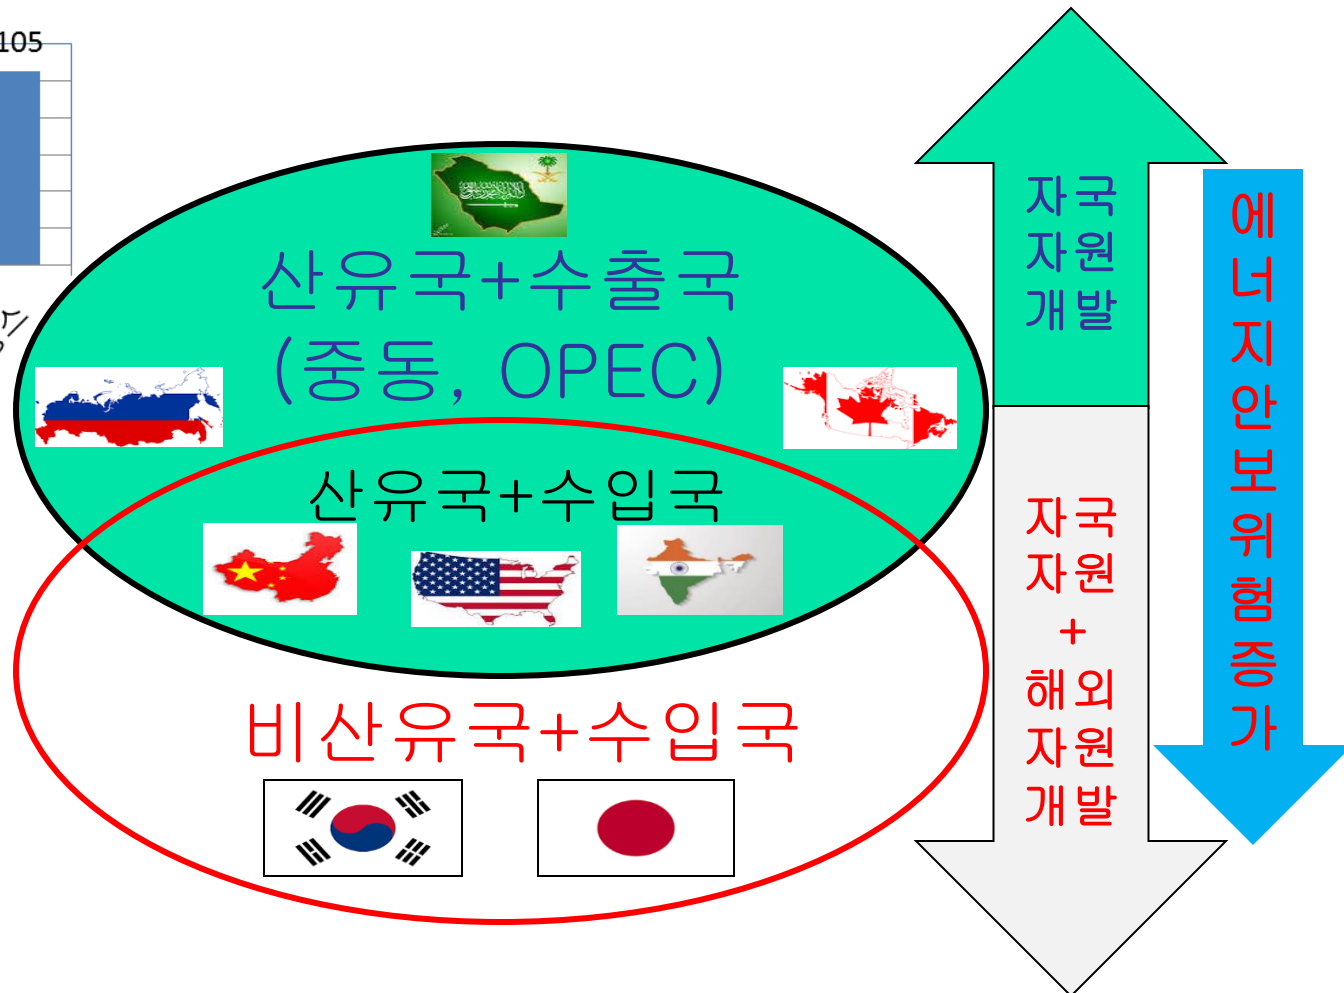 105
산유국+수출국
(중동, OPEC)
산유국+수입국
비산유국+수입국
자국
자원
개발
자국
자원
+
해외
자원
개발
에
너
지
안
보
위
험
증
가